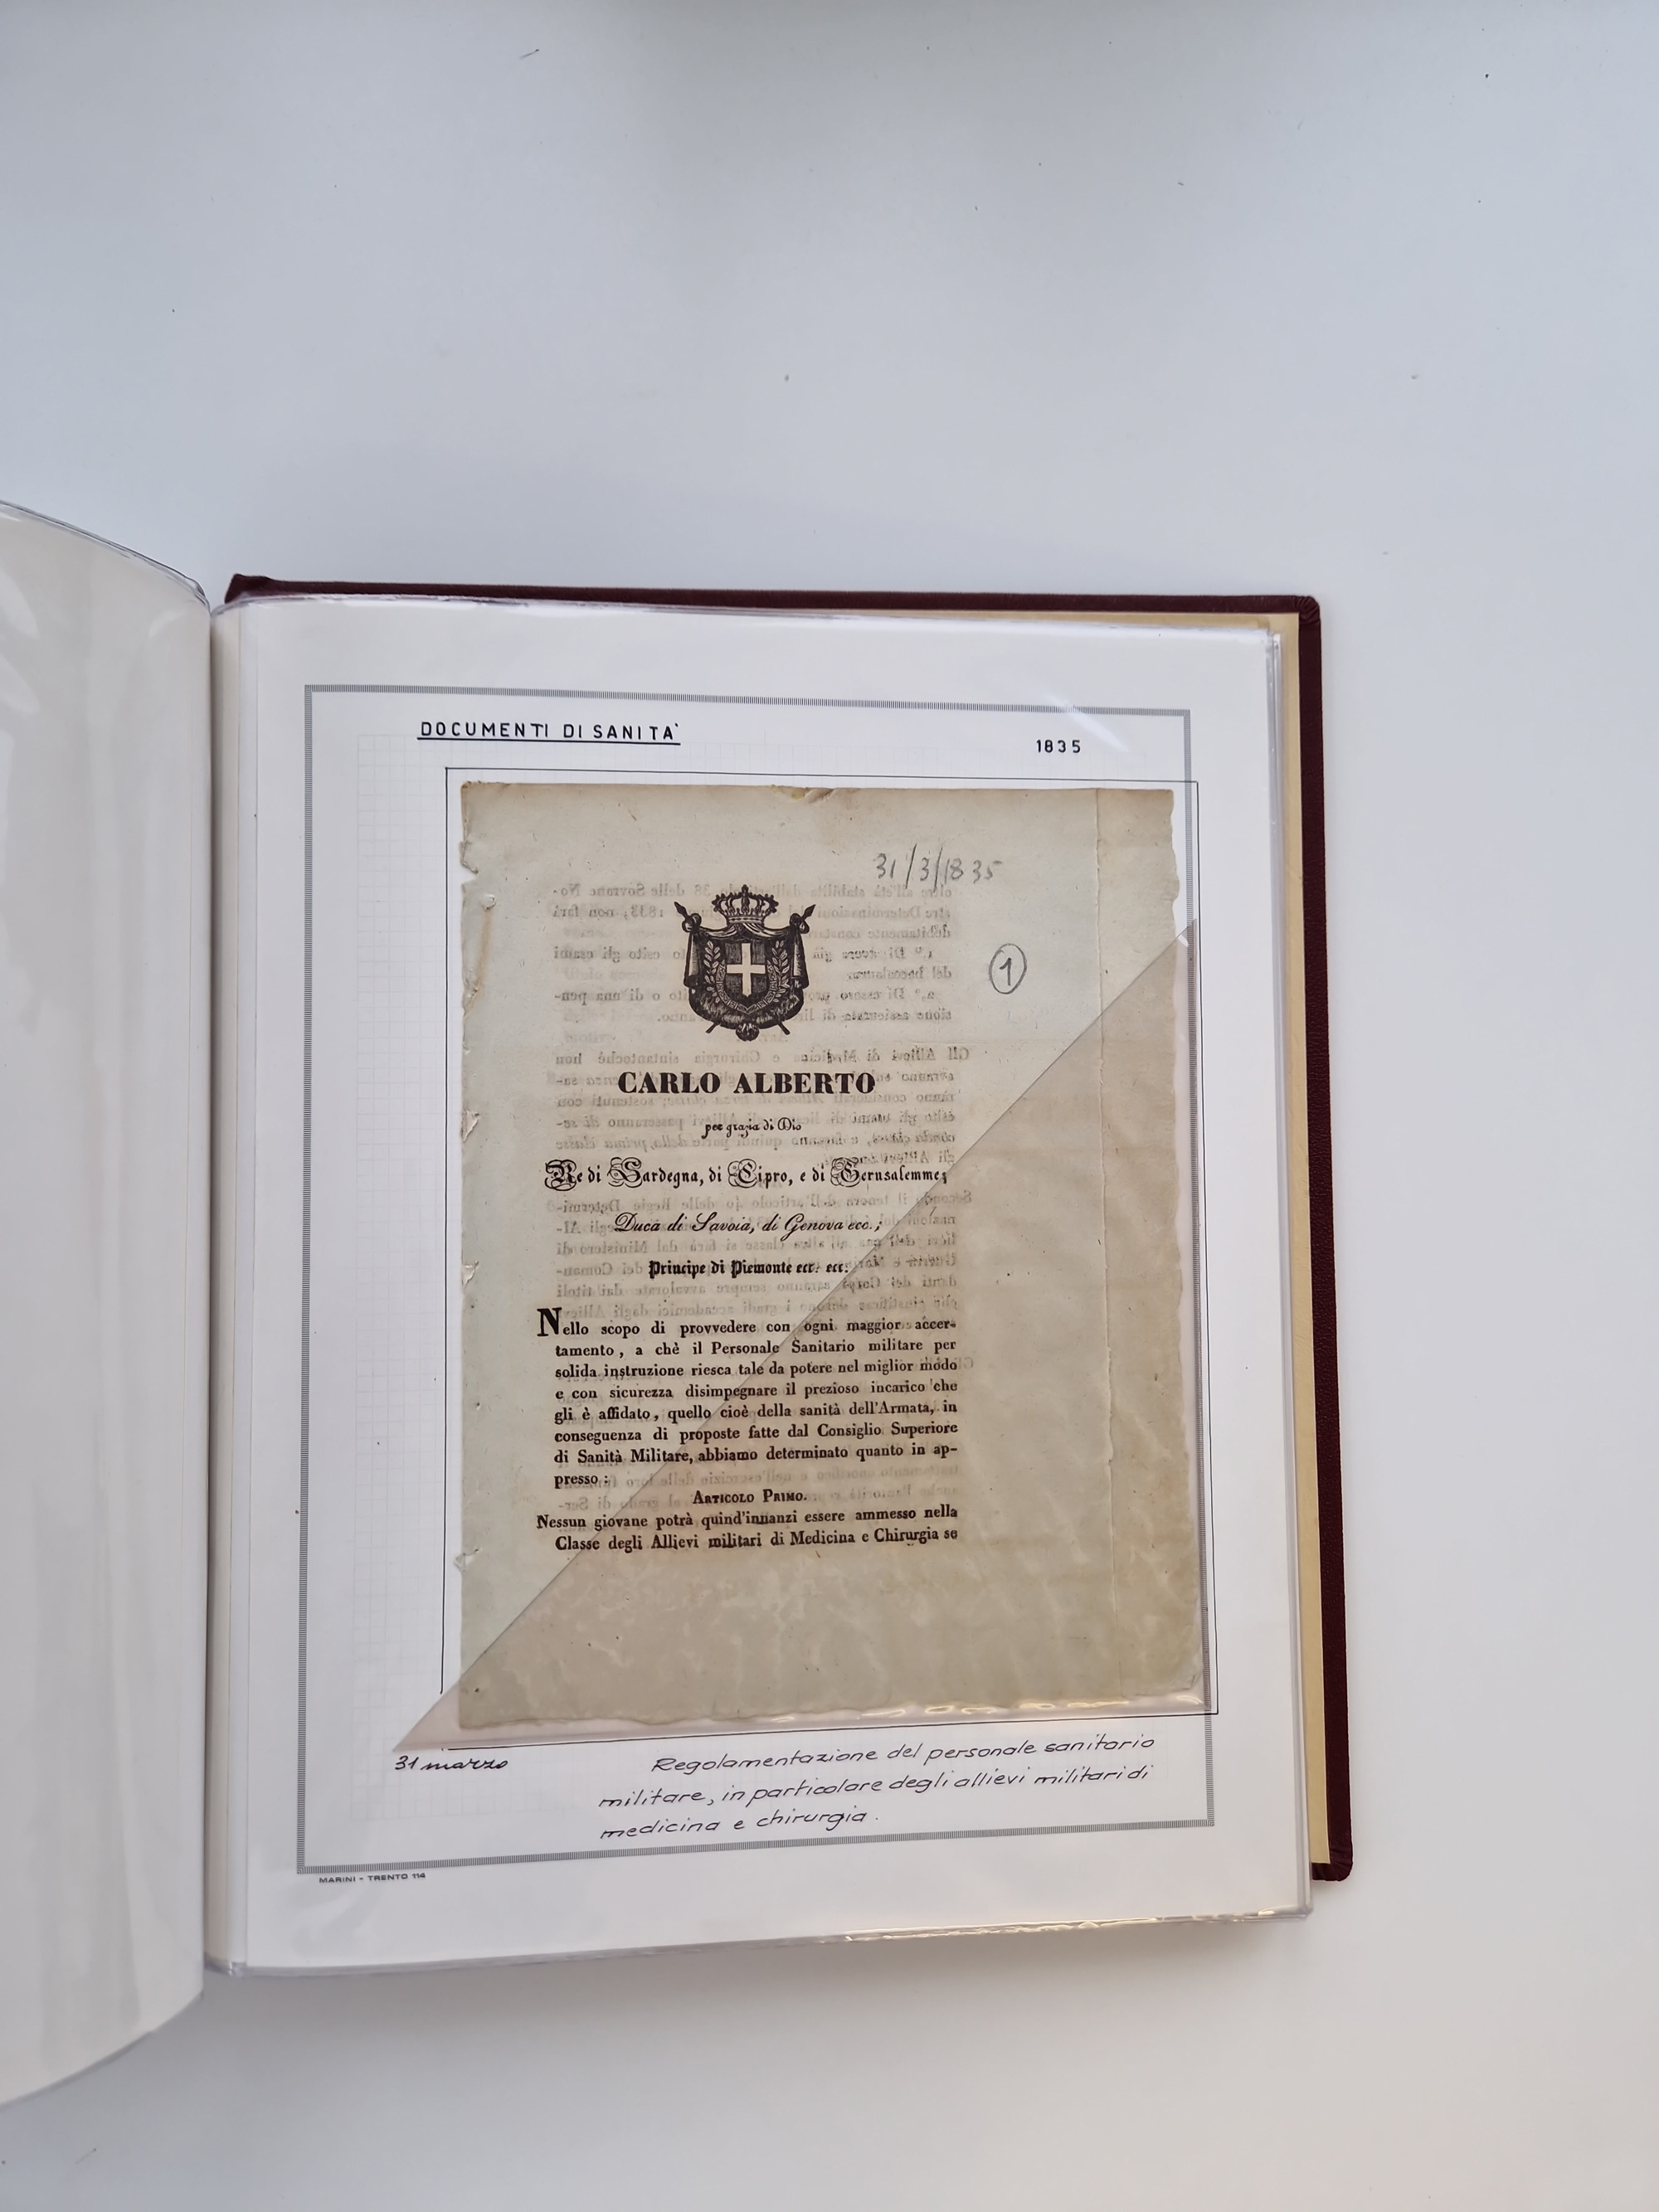 DOCUMENTI DI SANITA'
1835
31/3/1835
1
CARLO ALBERTO
per grazia di Dio
Re di Sardegna, di Cipro, e di Gerusalemme;
Duca di Savoia, di Genova ecc.;
Principe di Piemonte ecc. ecc.
Nello scopo di provvedere con ogni maggior accer-
tamento, a chè il Personale Sanitario militare per
solida instruzione riesca tale da potere nel miglior modo
e con sicurezza disimpegnare il prezioso incarico che
gli è affidato, quello cioè della sanità dell'Armata, in
conseguenza di proposte fatte dal Consiglio Superiore
di Sanità Militare, abbiamo determinato quanto in ap-
presso:
ARTICOLO PRIMO.
Nessun giovane potrà quind'innanzi essere ammesso nella
Classe degli Allievi militari di Medicina e Chirurgia se
31 marzo
Regolamentazione del personale sanitario
militare, in particolare degli allievi militari di
medicina e chirurgia.
MARINI - TRENTO 114